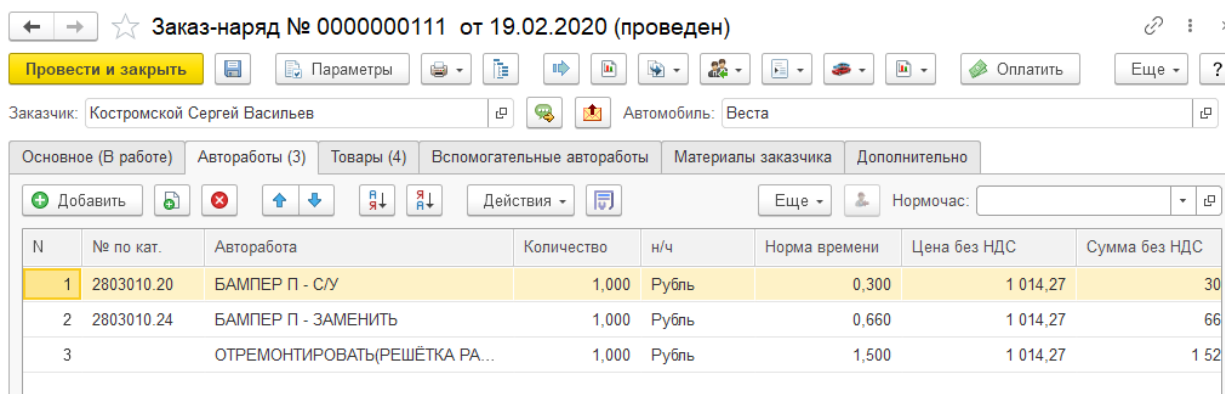 Заказ-наряд № 0000000111 от 19.02.2020 (проведен)
Провести и закрыть Параметры Оплатить Еще ?
Заказчик: Костромской Сергей Васильев Автомобиль: Веста
Основное (В работе) Автоработы (3) Товары (4) Вспомогательные автоработы Материалы заказчика Дополнительно
Добавить Действия Еще Нормочас:
N № по кат. Авторабота Количество н/ч Норма времени Цена без НДС Сумма без НДС
1 2803010.20 БАМПЕР П - С/У 1,000 Рубль 0,300 1 014,27 30
2 2803010.24 БАМПЕР П - ЗАМЕНИТЬ 1,000 Рубль 0,660 1 014,27 66
3 ОТРЕМОНТИРОВАТЬ(РЕШЁТКА РА... 1,000 Рубль 1,500 1 014,27 1 52